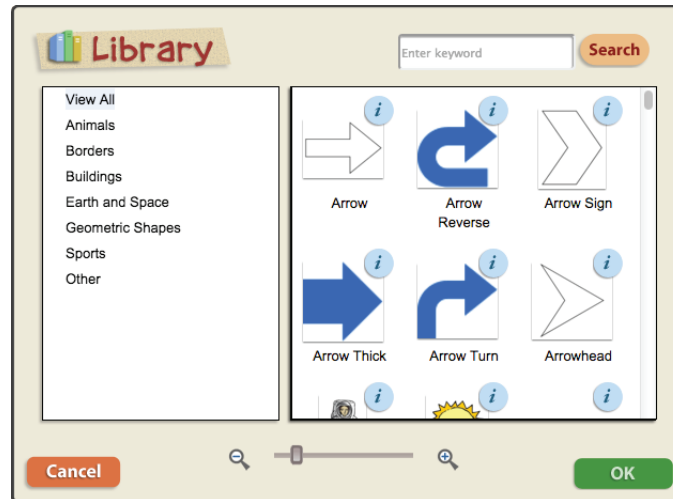 Library
Enter keyword
Search
View All
Animals
Borders
Buildings
Earth and Space
Geometric Shapes
Sports
Other
i
i
i
Arrow
Arrow
Reverse
Arrow Sign
i
i
i
Arrow Thick
Arrow Turn
Arrowhead
i
i
i
Cancel
OK